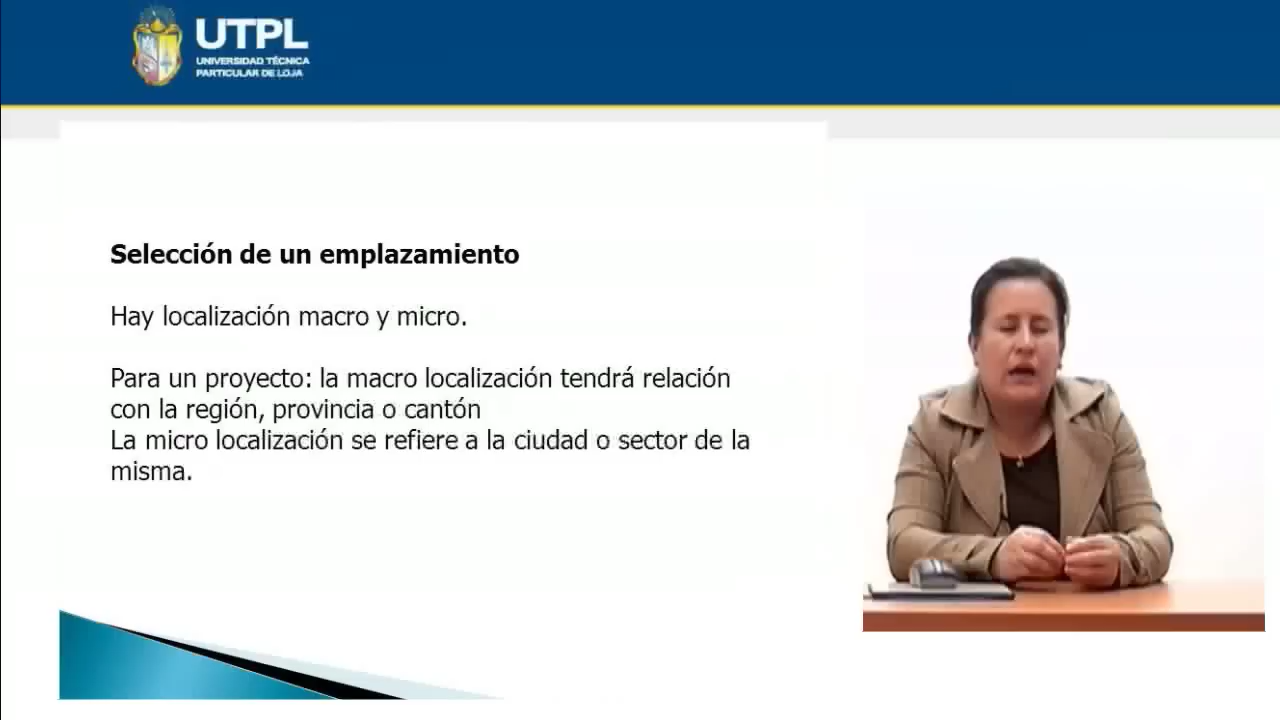 UTPL
UNIVERSIDAD TÉCNICA
PARTICULAR DE LOJA
Selección de un emplazamiento
Hay localización macro y micro.
Para un proyecto: la macro localización tendrá relación
con la región, provincia o cantón
La micro localización se refiere a la ciudad o sector de la
misma.